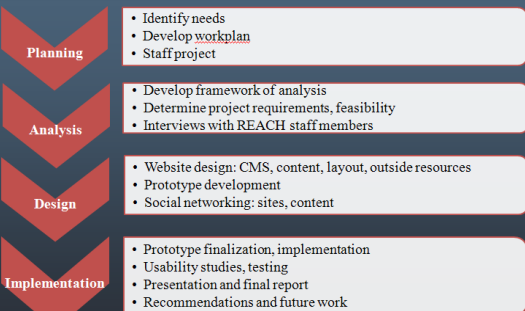 Planning
• Identify needs
• Develop workplan
• Staff project
Analysis
• Develop framework of analysis
• Determine project requirements, feasibility
• Interviews with REACH staff members
Design
• Website design: CMS, content, layout, outside resources
• Prototype development
• Social networking: sites, content
Implementation
• Prototype finalization, implementation
• Usability studies, testing
• Presentation and final report
• Recommendations and future work